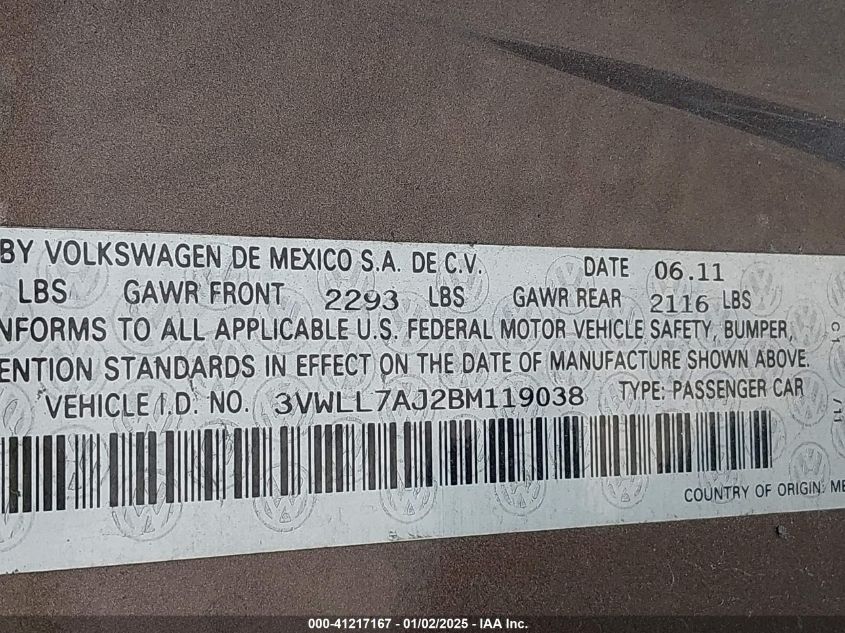 BY VOLKSWAGEN DE MEXICO S.A. DE C.V. DATE 06.11
LBS GAWR FRONT 2293 LBS GAWR REAR 2116 LBS
NFORMS TO ALL APPLICABLE U.S. FEDERAL MOTOR VEHICLE SAFETY, BUMPER,
ENTION STANDARDS IN EFFECT ON THE DATE OF MANUFACTURE SHOWN ABOVE.
VEHICLE I.D. NO. 3VWLL7AJ2BM119038 TYPE: PASSENGER CAR
COUNTRY OF ORIGIN: ME
000-41217167 - 01/02/2025 - IAA Inc.